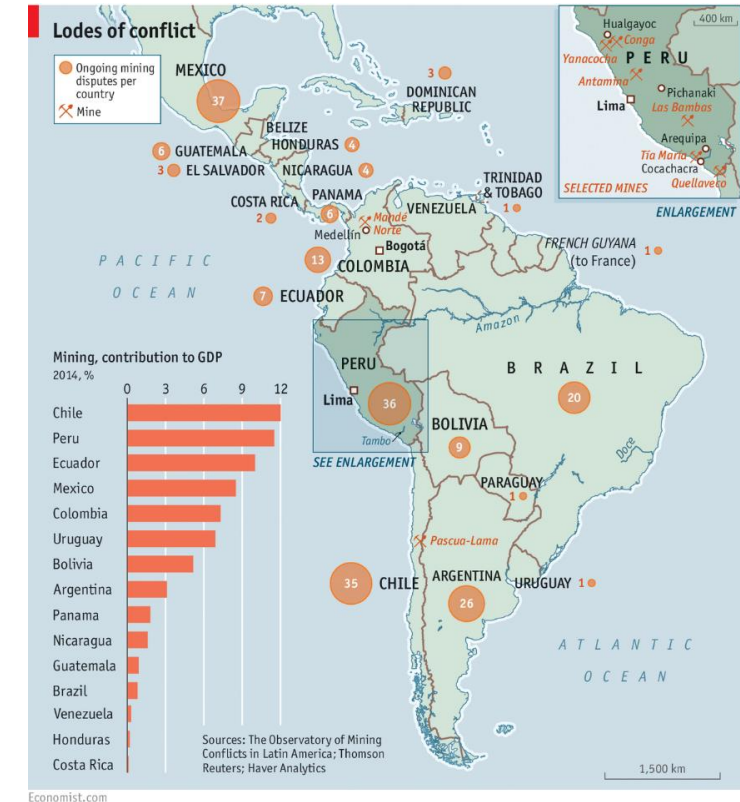 Lodes of conflict
Ongoing mining
disputes per
country
Mine
MEXICO
37
3
DOMINICAN
REPUBLIC
BELIZE
6
GUATEMALA
HONDURAS
4
3
EL SALVADOR
NICARAGUA
4
COSTA RICA
2
PANAMA
6
Mandé
Norte
Medellín
Bogotá
VENEZUELA
TRINIDAD
& TOBAGO
1
FRENCH GUYANA
(to France)
1
13
COLOMBIA
7
ECUADOR
PACIFIC
OCEAN
Amazon
PERU
Lima
36
Tambo
SEE ENLARGEMENT
BRAZIL
20
Doce
BOLIVIA
9
PARAGUAY
1
Pascua-Lama
35
CHILE
ARGENTINA
26
URUGUAY
1
ATLANTIC
OCEAN
1,500 km
400 km
Hualgayoc
Conga
Yanacocha
PERU
Antamina
Pichanaki
Lima
Las Bambas
Arequipa
Tía María
Cocachacra
Quellaveco
SELECTED MINES
ENLARGEMENT
Mining, contribution to GDP
2014, %
0 3 6 9 12
Chile
Peru
Ecuador
Mexico
Colombia
Uruguay
Bolivia
Argentina
Panama
Nicaragua
Guatemala
Brazil
Venezuela
Honduras
Costa Rica
Sources: The Observatory of Mining
Conflicts in Latin America; Thomson
Reuters; Haver Analytics
Economist.com